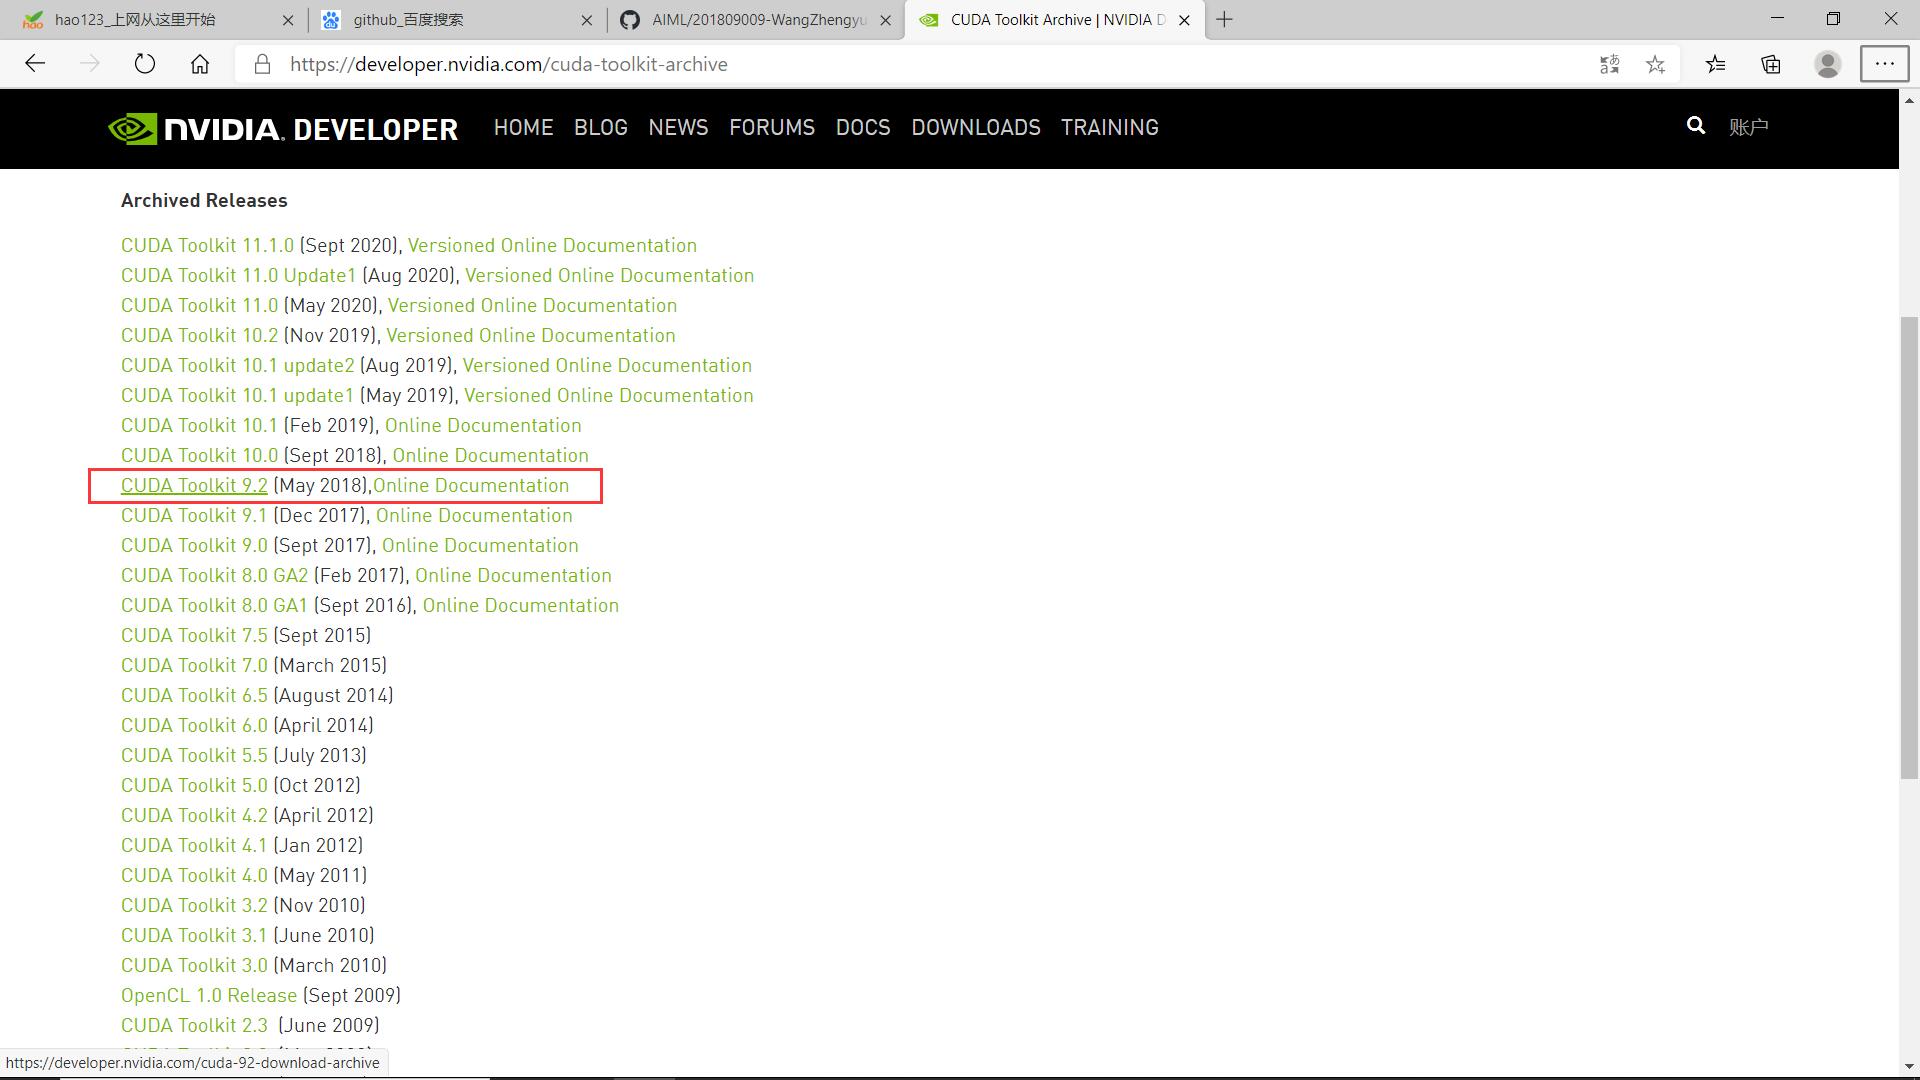 hao123_上网从这里开始
github_百度搜索
AIML/201809009-WangZhengyu
CUDA Toolkit Archive | NVIDIA D
https://developer.nvidia.com/cuda-toolkit-archive
NVIDIA. DEVELOPER HOME BLOG NEWS FORUMS DOCS DOWNLOADS TRAINING 账户
Archived Releases
CUDA Toolkit 11.1.0 (Sept 2020), Versioned Online Documentation
CUDA Toolkit 11.0 Update1 (Aug 2020), Versioned Online Documentation
CUDA Toolkit 11.0 (May 2020), Versioned Online Documentation
CUDA Toolkit 10.2 (Nov 2019), Versioned Online Documentation
CUDA Toolkit 10.1 update2 (Aug 2019), Versioned Online Documentation
CUDA Toolkit 10.1 update1 (May 2019), Versioned Online Documentation
CUDA Toolkit 10.1 (Feb 2019), Online Documentation
CUDA Toolkit 10.0 (Sept 2018), Online Documentation
CUDA Toolkit 9.2 (May 2018),Online Documentation
CUDA Toolkit 9.1 (Dec 2017), Online Documentation
CUDA Toolkit 9.0 (Sept 2017), Online Documentation
CUDA Toolkit 8.0 GA2 (Feb 2017), Online Documentation
CUDA Toolkit 8.0 GA1 (Sept 2016), Online Documentation
CUDA Toolkit 7.5 (Sept 2015)
CUDA Toolkit 7.0 (March 2015)
CUDA Toolkit 6.5 (August 2014)
CUDA Toolkit 6.0 (April 2014)
CUDA Toolkit 5.5 (July 2013)
CUDA Toolkit 5.0 (Oct 2012)
CUDA Toolkit 4.2 (April 2012)
CUDA Toolkit 4.1 (Jan 2012)
CUDA Toolkit 4.0 (May 2011)
CUDA Toolkit 3.2 (Nov 2010)
CUDA Toolkit 3.1 (June 2010)
CUDA Toolkit 3.0 (March 2010)
OpenCL 1.0 Release (Sept 2009)
CUDA Toolkit 2.3 (June 2009)
https://developer.nvidia.com/cuda-92-download-archive